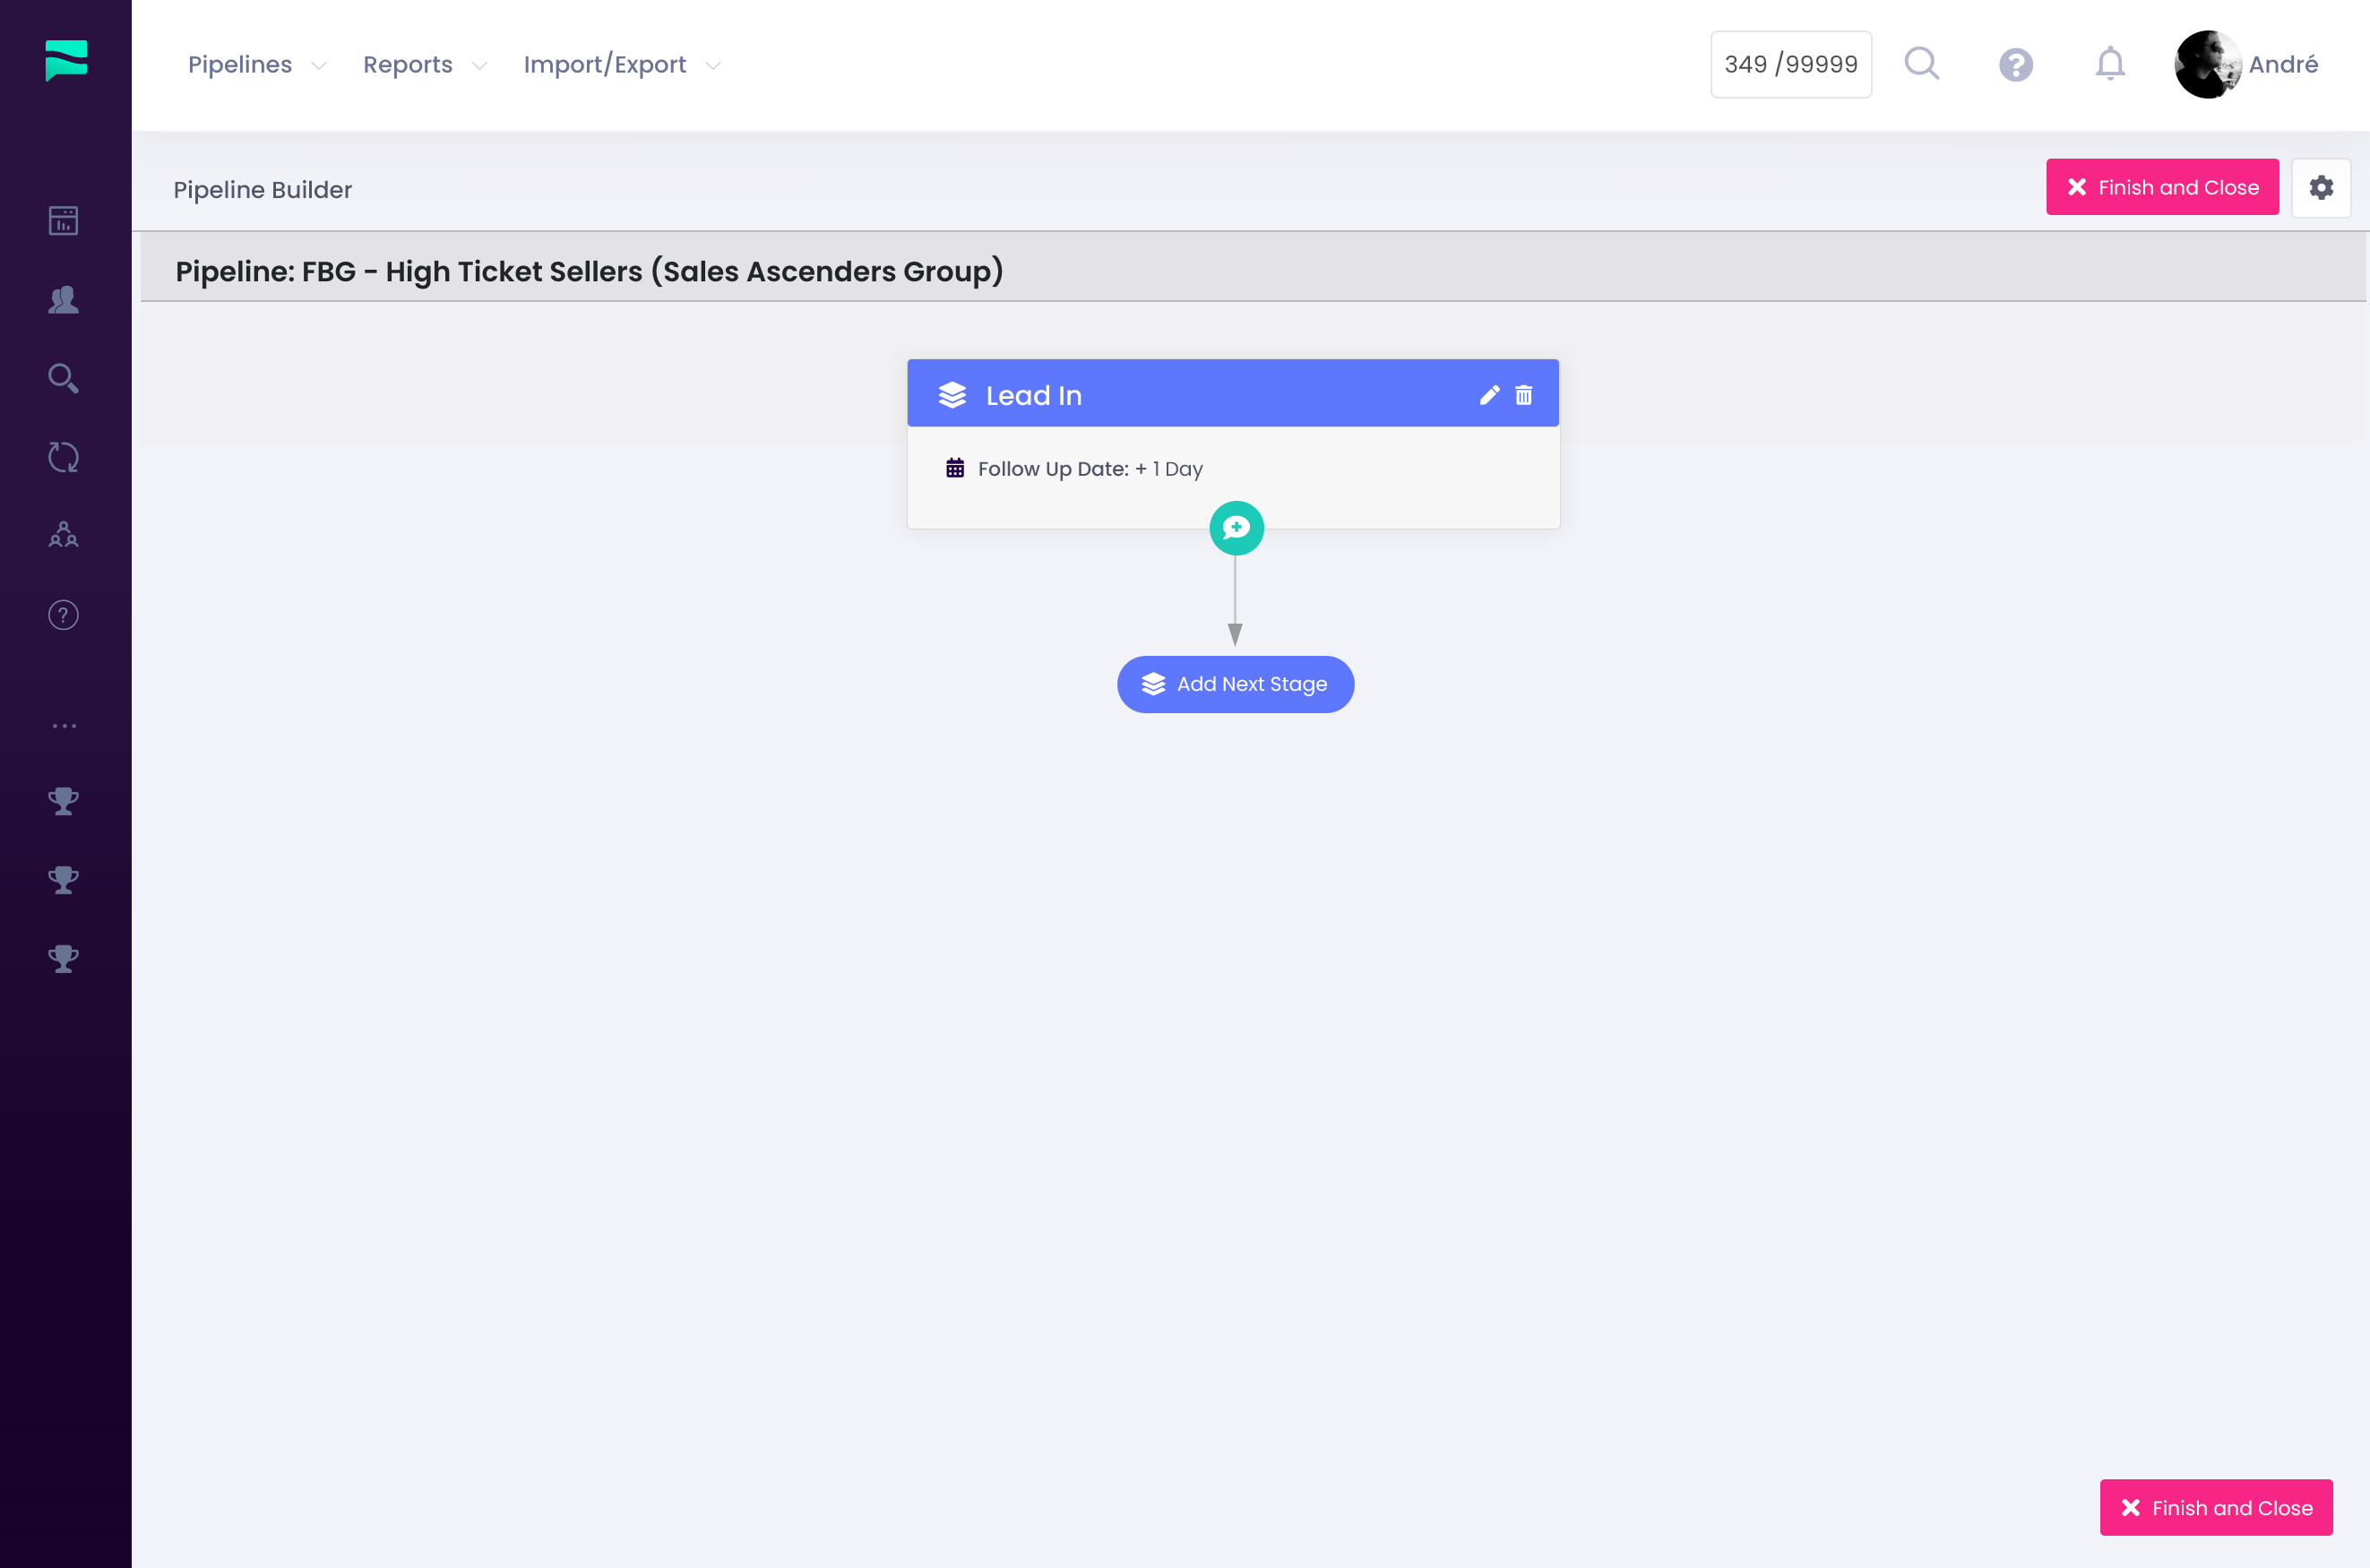 Pipelines
Reports
Import/Export
349 /99999
André
Pipeline Builder
Finish and Close
Pipeline: FBG - High Ticket Sellers (Sales Ascenders Group)
Lead In
Follow Up Date: + 1 Day
Add Next Stage
Finish and Close